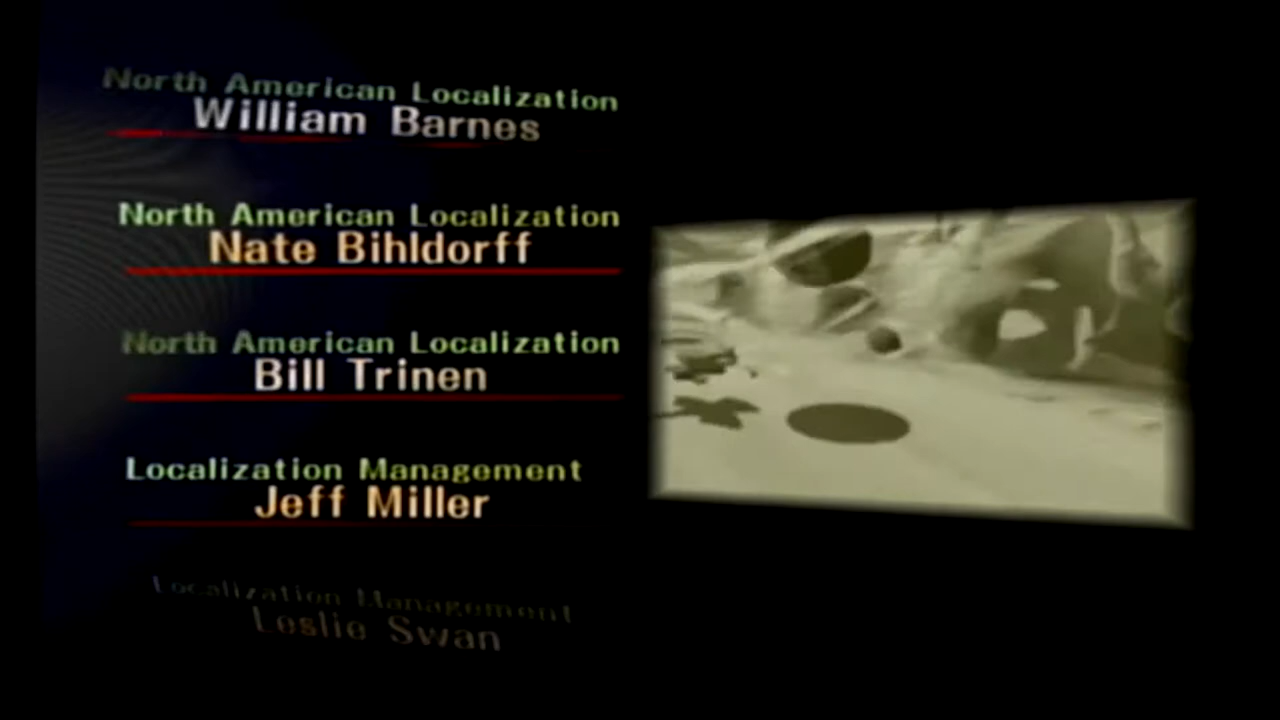 North American Localization
William Barnes
North American Localization
Nate Bihldorff
North American Localization
Bill Trinen
Localization Management
Jeff Miller
Localization Management
Leslie Swan